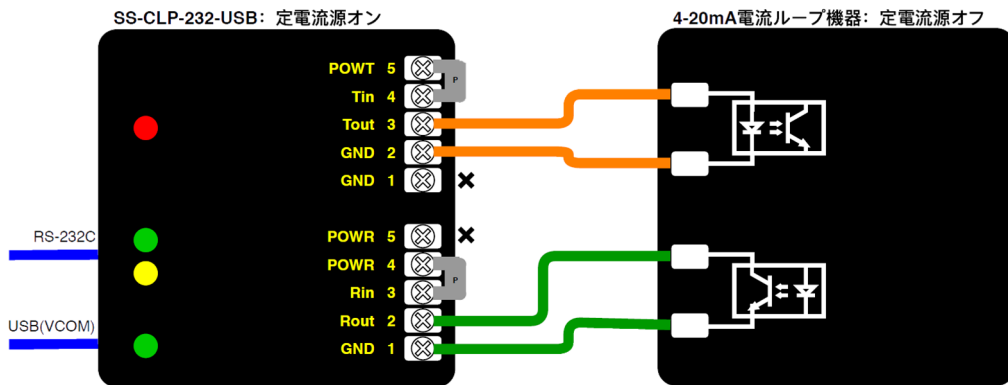 SS-CLP-232-USB: 定電流源オン
4-20mA電流ループ機器: 定電流源オフ
POWT 5
P
Tin 4
Tout 3
GND 2
GND 1
RS-232C
POWR 5
POWR 4
P
Rin 3
Rout 2
USB(VCOM)
GND 1